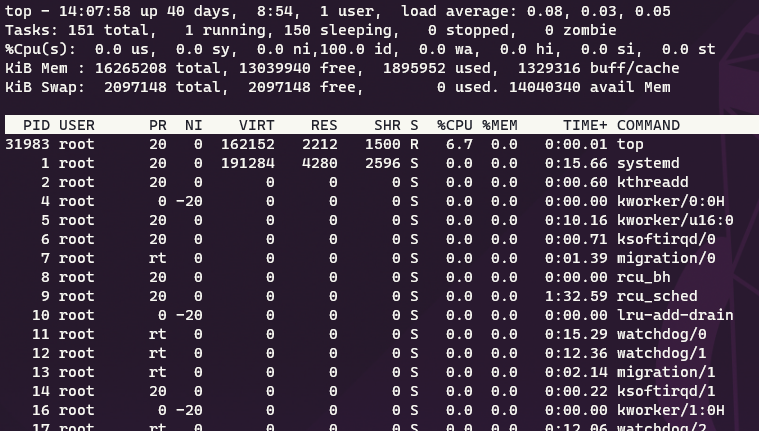 top - 14:07:58 up 40 days,  8:54,  1 user,  load average: 0.08, 0.03, 0.05
Tasks: 151 total,   1 running, 150 sleeping,   0 stopped,   0 zombie
%Cpu(s):  0.0 us,  0.0 sy,  0.0 ni,100.0 id,  0.0 wa,  0.0 hi,  0.0 si,  0.0 st
KiB Mem : 16265208 total, 13039940 free,  1895952 used,  1329316 buff/cache
KiB Swap:  2097148 total,  2097148 free,        0 used. 14040340 avail Mem
  PID USER      PR  NI    VIRT    RES    SHR S  %CPU %MEM     TIME+ COMMAND
31983 root      20   0  162152   2212   1500 R   6.7  0.0   0:00.01 top
    1 root      20   0  191284   4280   2596 S   0.0  0.0   0:15.66 systemd
    2 root      20   0       0      0      0 S   0.0  0.0   0:00.60 kthreadd
    4 root       0 -20       0      0      0 S   0.0  0.0   0:00.00 kworker/0:0H
    5 root      20   0       0      0      0 S   0.0  0.0   0:10.16 kworker/u16:0
    6 root      20   0       0      0      0 S   0.0  0.0   0:00.71 ksoftirqd/0
    7 root      rt   0       0      0      0 S   0.0  0.0   0:01.39 migration/0
    8 root      20   0       0      0      0 S   0.0  0.0   0:00.00 rcu_bh
    9 root      20   0       0      0      0 S   0.0  0.0   1:32.59 rcu_sched
   10 root       0 -20       0      0      0 S   0.0  0.0   0:00.00 lru-add-drain
   11 root      rt   0       0      0      0 S   0.0  0.0   0:15.29 watchdog/0
   12 root      rt   0       0      0      0 S   0.0  0.0   0:12.36 watchdog/1
   13 root      rt   0       0      0      0 S   0.0  0.0   0:02.14 migration/1
   14 root      20   0       0      0      0 S   0.0  0.0   0:00.22 ksoftirqd/1
   16 root       0 -20       0      0      0 S   0.0  0.0   0:00.00 kworker/1:0H
   17 root      rt   0       0      0      0 S   0.0  0.0   0:12.06 watchdog/2